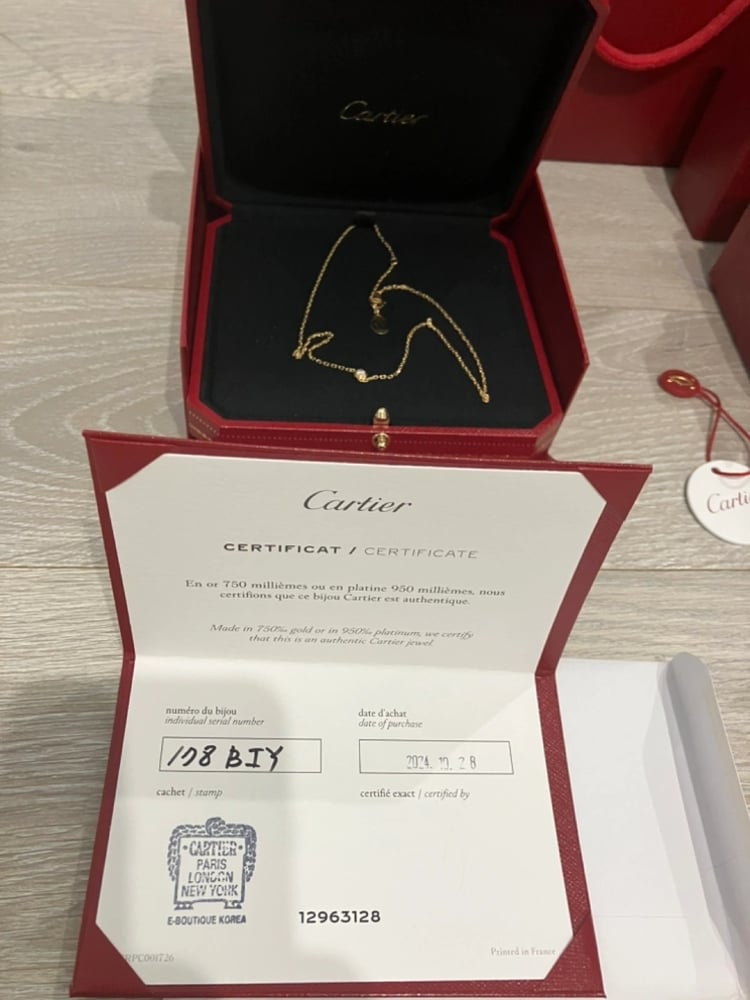 Cartier
Carti
Cartier
CERTIFICAT / CERTIFICATE
En or 750 millièmes ou en platine 950 millièmes, nous
certifions que ce bijou Cartier est authentique.
Made in 750‰ gold or in 950‰ platinum, we certify
that this is an authentic Cartier jewel.
numéro du bijou
individual serial number
date d'achat
date of purchase
BIY
2024. 10. 28
cachet / stamp
certifié exact / certified by
CARTIER
PARIS
LONDON
NEW YORK
E-BOUTIQUE KOREA
12963128
RPC001726
Printed in France